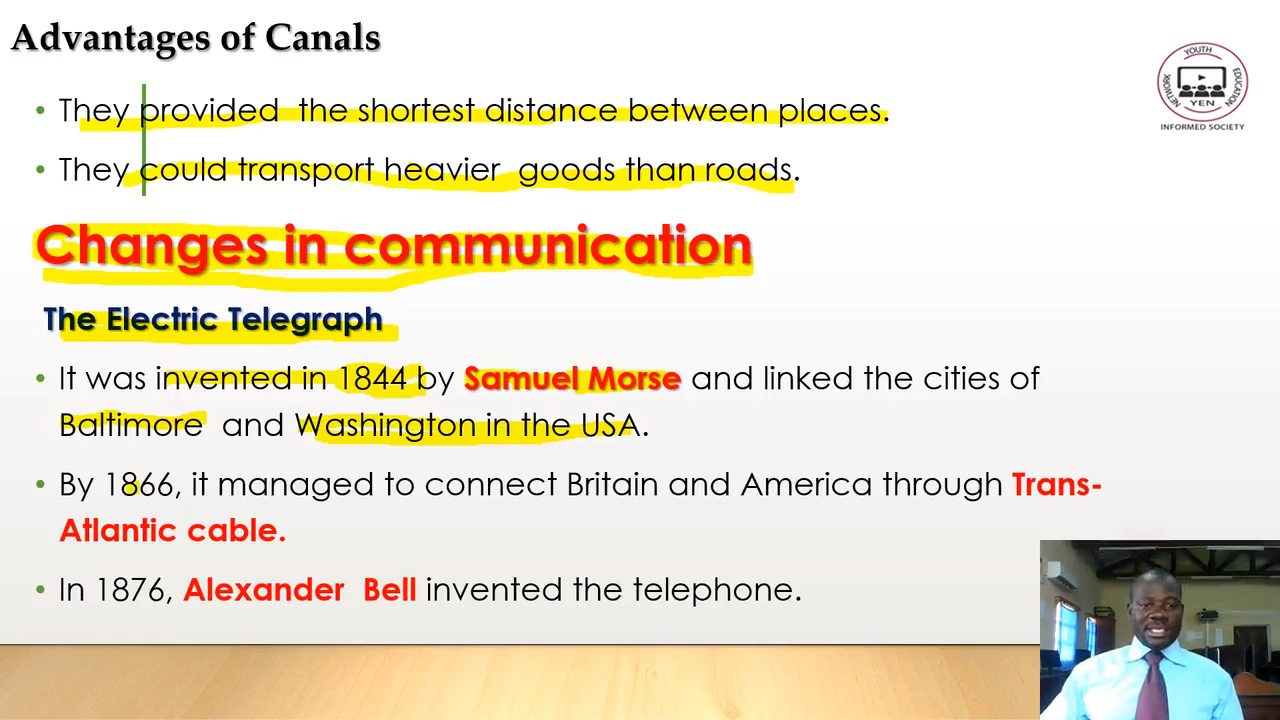 Advantages of Canals
• They provided the shortest distance between places.
• They could transport heavier goods than roads.
Changes in communication
The Electric Telegraph
• It was invented in 1844 by Samuel Morse and linked the cities of
Baltimore and Washington in the USA.
• By 1866, it managed to connect Britain and America through Trans-
Atlantic cable.
• In 1876, Alexander Bell invented the telephone.
YOUTH
EDUCATION
NETWORK
YEN
INFORMED SOCIETY